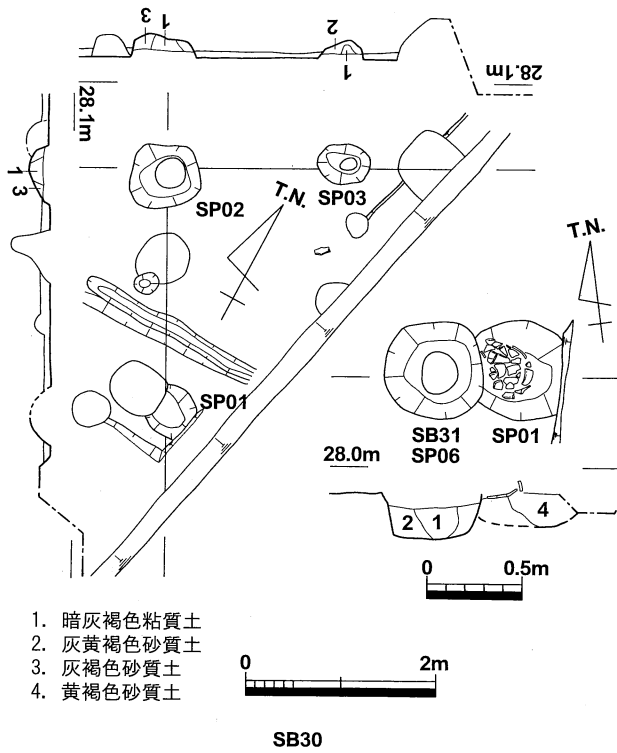 3 1
2
1
28.1m
28.1m
1
3
SP02
SP03
T.N.
T.N.
SP01
SB31
SP06
SP01
28.0m
2 1
4
0 0.5m
1. 暗灰褐色粘質土
2. 灰黄褐色砂質土
3. 灰褐色砂質土
4. 黄褐色砂質土
0 2m
SB30